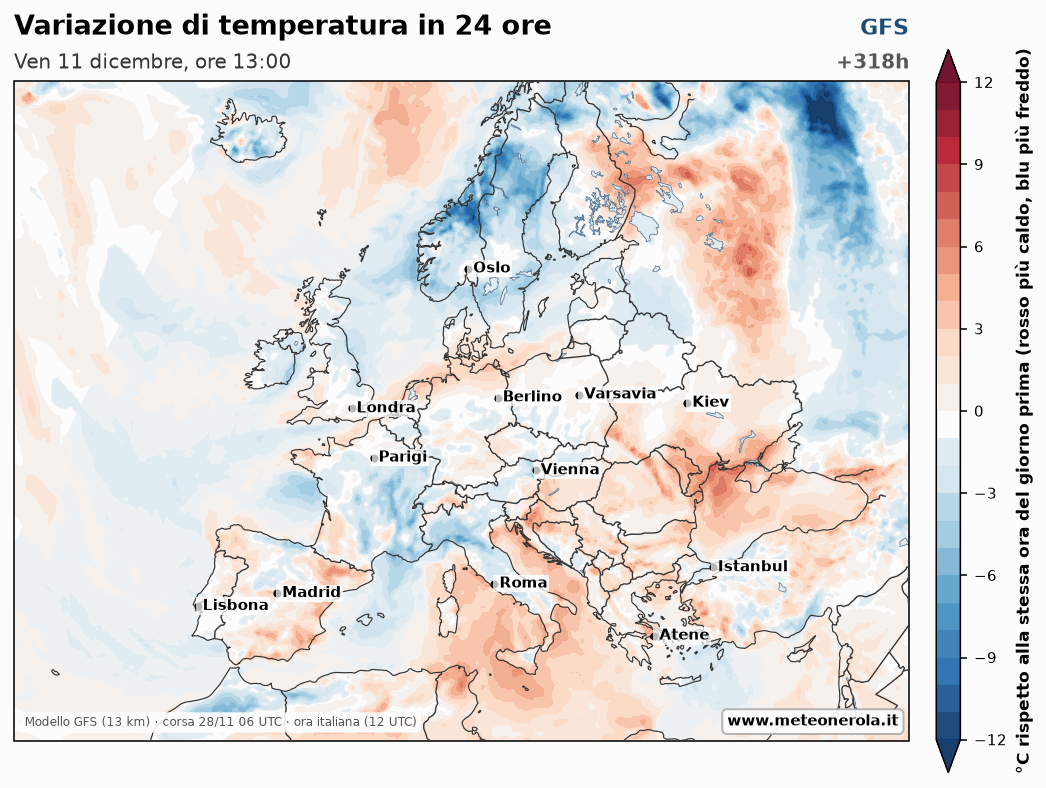 Variazione di temperatura in 24 ore
GFS
Ven 11 dicembre, ore 13:00
+318h
Oslo
Londra
Berlino
Varsavia
Kiev
Parigi
Vienna
Istanbul
Roma
Madrid
Lisbona
Atene
Modello GFS (13 km) · corsa 28/11 06 UTC · ora italiana (12 UTC)
www.meteonerola.it
12
9
6
3
0
−3
−6
−9
−12
°C rispetto alla stessa ora del giorno prima (rosso più caldo, blu più freddo)